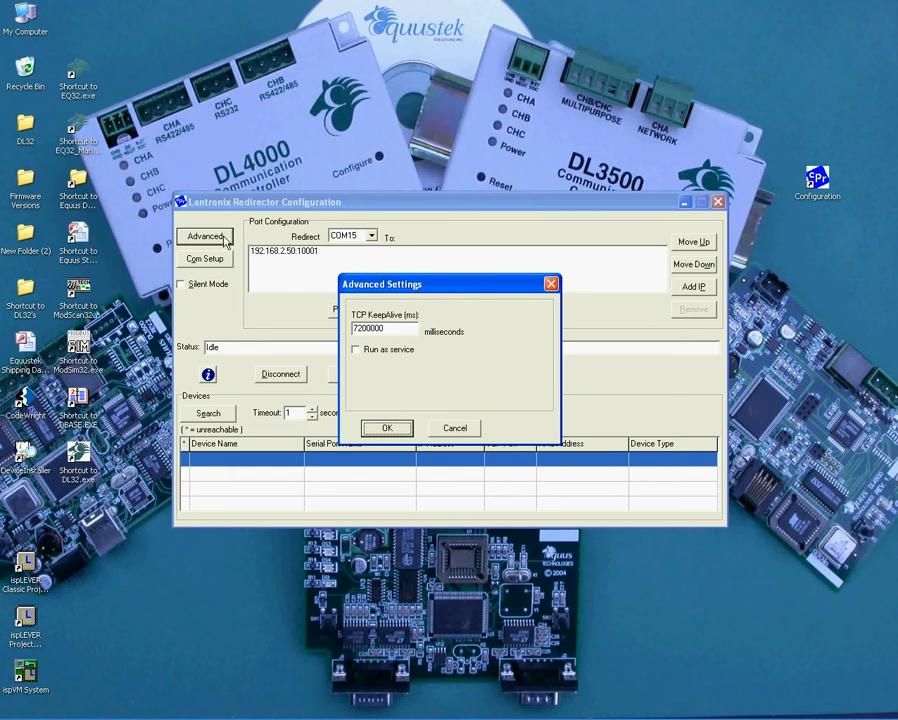 My Computer
Recycle Bin
Shortcut to
EQ32.exe
DL32
Shortcut to
EQ32_Man...
Firmware
Versions
Shortcut to
Equus D...
New Folder (2)
Shortcut to
Equus St...
Shortcut to
DL32's
Shortcut to
ModScan32
Equustek
Shipping Da...
Shortcut to
ModSim32.exe
CodeWright
Shortcut to
DBASE.EXE
DeviceInstaller
Shortcut to
DL32.exe
ispLEVER
Classic Proj...
ispLEVER
Project...
ispVM System
Configuration
equustek
SOLUTIONS INC.
CHA
RS422/485
CHC
RS232
CHB
RS422/485
CHA
CHB
CHC
Power
DL4000
Communication
Configure
CHA
CHB
CHC
Power
Reset
CHB/CHC
MULTIPURPOSE
CHA
NETWORK
DL3500
Lantronix Redirector Configuration
Advanced
Com Setup
Silent Mode
Port Configuration
Redirect
COM15
To:
192.168.2.50:10001
Move Up
Move Down
Add IP
Remove
Status:
Idle
Disconnect
Devices
Search
Timeout:
1
(* = unreachable )
*
Device Name
Device Type
Advanced Settings
TCP KeepAlive (ms):
7200000
milliseconds
Run as service
OK
Cancel
equus
TECHNOLOGIES
© 2004